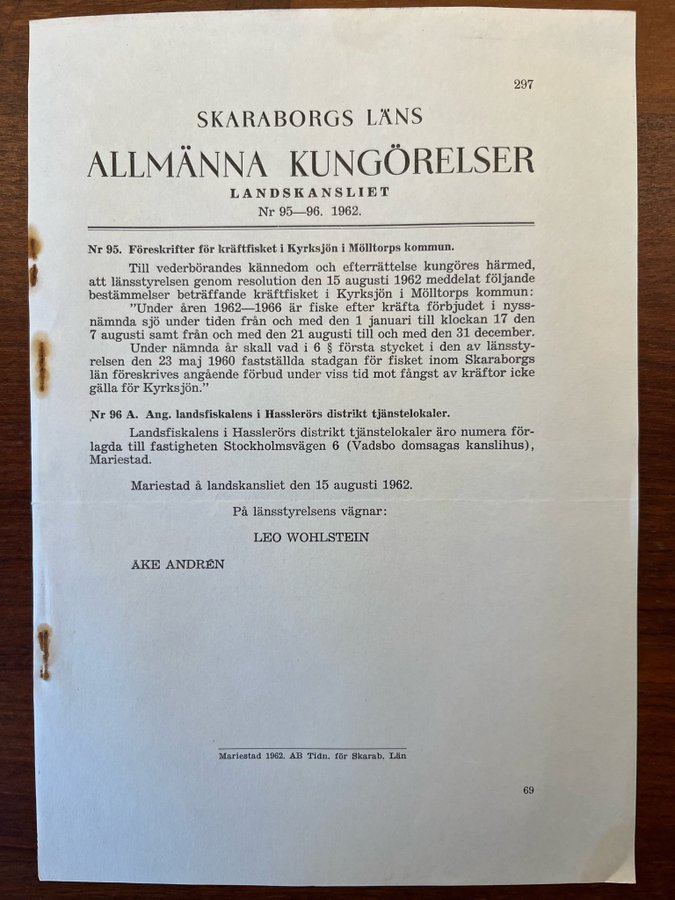 297
SKARABORGS LÄNS
ALLMÄNNA KUNGÖRELSER
LANDSKANSLIET
Nr 95—96. 1962.
Nr 95. Föreskrifter för kräftfisket i Kyrksjön i Mölltorps kommun.
Till vederbörandes kännedom och efterrättelse kungöres härmed,
att länsstyrelsen genom resolution den 15 augusti 1962 meddelat följande
bestämmelser beträffande kräftfisket i Kyrksjön i Mölltorps kommun:
"Under åren 1962—1966 är fiske efter kräfta förbjudet i nyss-
nämnda sjö under tiden från och med den 1 januari till klockan 17 den
7 augusti samt från och med den 21 augusti till och med den 31 december.
Under nämnda år skall vad i 6 § första stycket i den av länssty-
relsen den 23 maj 1960 fastställda stadgan för fisket inom Skaraborgs
län föreskrives angående förbud under viss tid mot fångst av kräftor icke
gälla för Kyrksjön."
Nr 96 A. Ang. landsfiskalens i Hasslerörs distrikt tjänstelokaler.
Landsfiskalens i Hasslerörs distrikt tjänstelokaler äro numera för-
lagda till fastigheten Stockholmsvägen 6 (Vadsbo domsagas kanslihus),
Mariestad.
Mariestad å landskansliet den 15 augusti 1962.
På länsstyrelsens vägnar:
LEO WOHLSTEIN
ÅKE ANDRÉN
Mariestad 1962. AB Tidn. för Skarab. Län
69